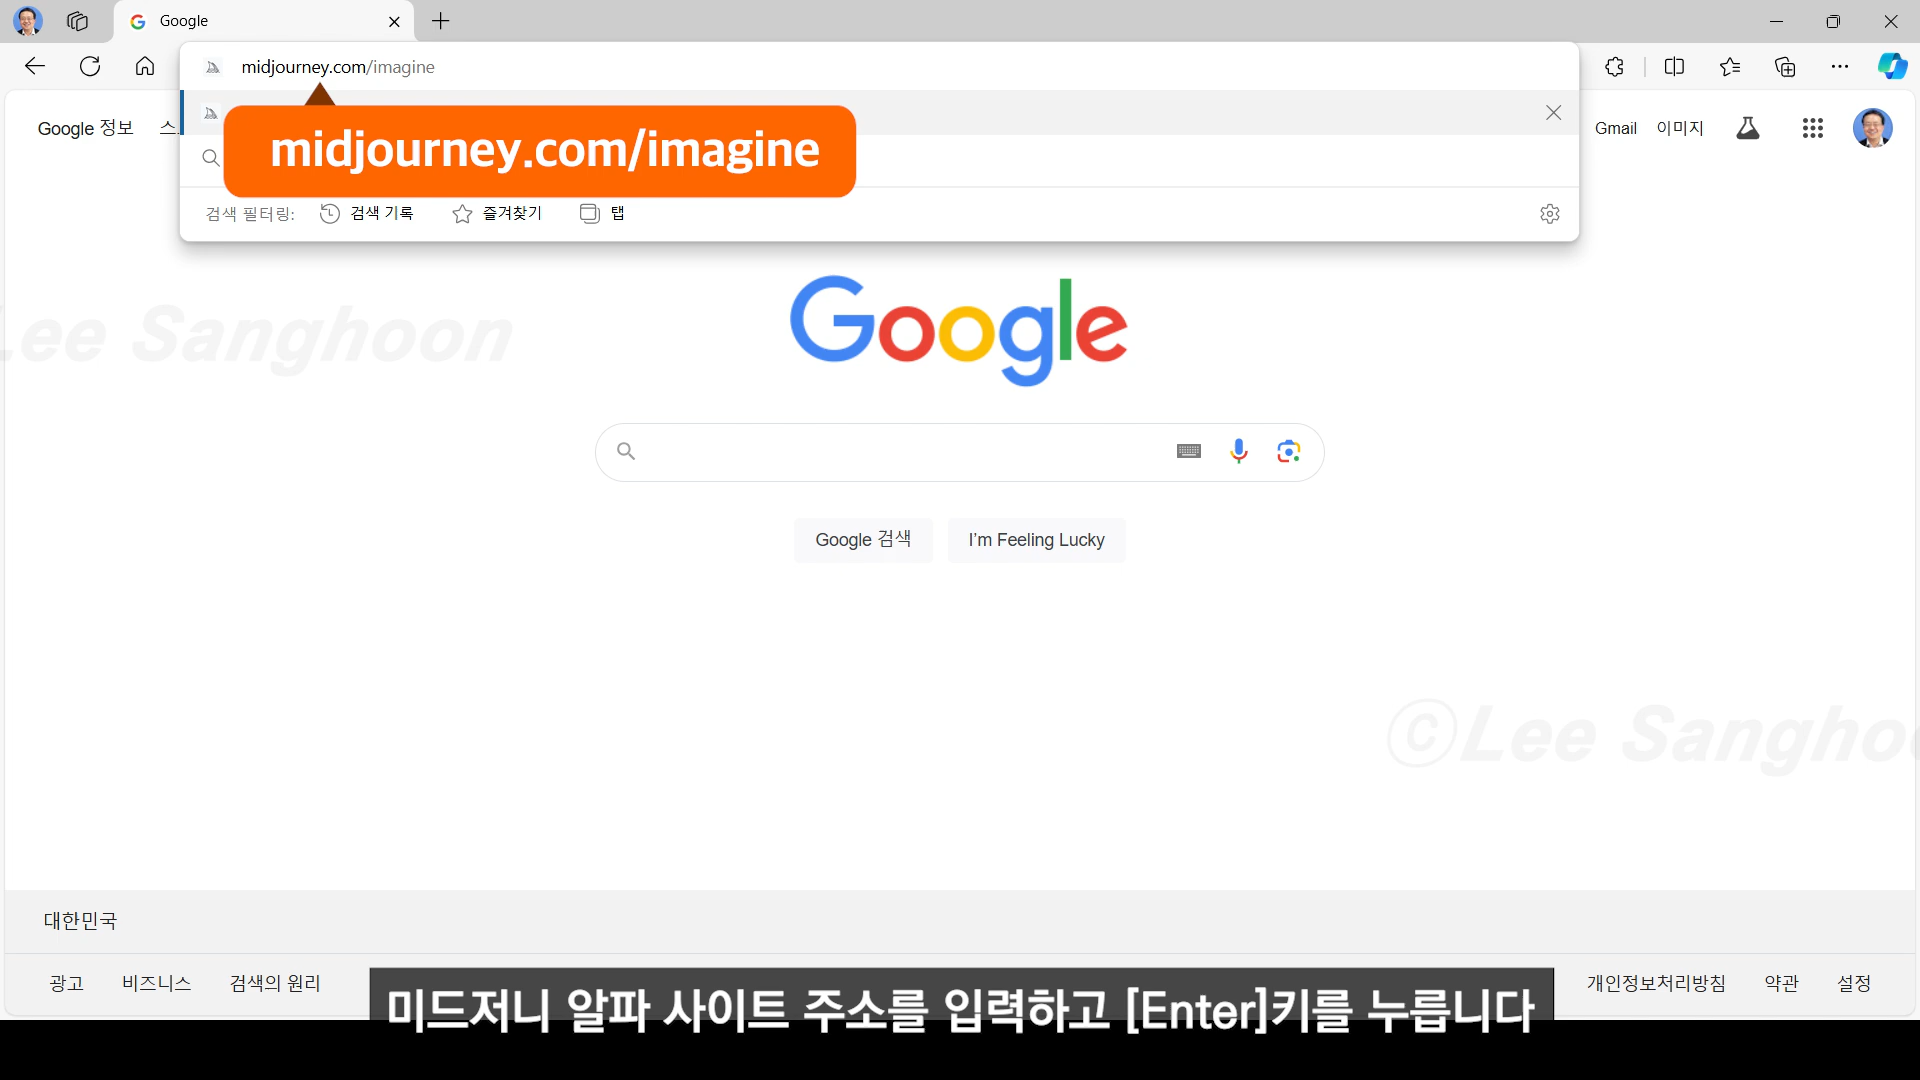 Google
midjourney.com/imagine
Google 정보
midjourney.com/imagine
Gmail 이미지
검색 필터링: 검색 기록 즐겨찾기 탭
Google
Lee Sanghoon
Google 검색 I'm Feeling Lucky
©Lee
대한민국
광고 비즈니스 검색의 원리 개인정보처리방침 약관 설정
미드저니 알파 사이트 주소를 입력하고 [Enter]키를 누릅니다